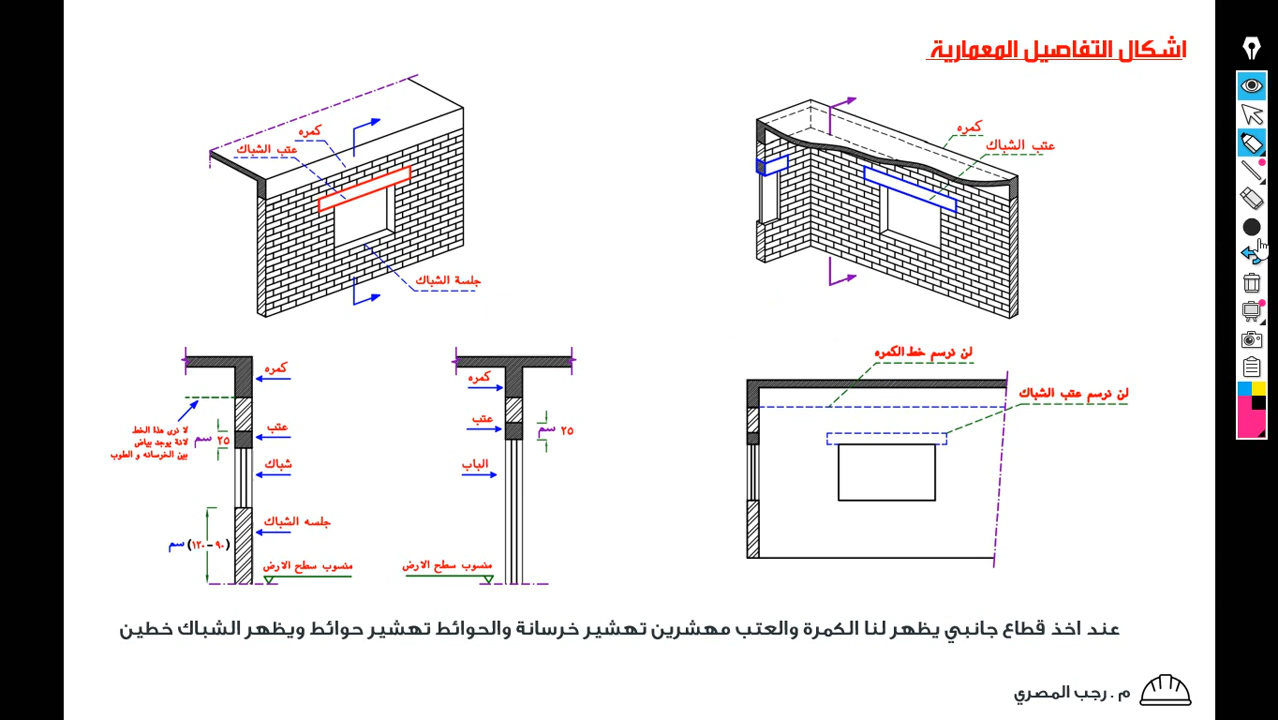 اشكال التفاصيل المعمارية
كمره
عتب الشباك
جلسة الشباك
كمره
عتب الشباك
كمره
عتب
٢٥ سم
شباك
جلسه الشباك
(٩٠ - ١٢٠) سم
منسوب سطح الارض
لا نرى هذا الخط
لانة يوجد بياض
بين الخرسانه و الطوب
كمره
عتب
٢٥ سم
الباب
منسوب سطح الارض
لن نرسم خط الكمره
لن نرسم عتب الشباك
عند اخذ قطاع جانبي يظهر لنا الكمرة والعتب مهشرين تهشير خرسانة والحوائط تهشير حوائط ويظهر الشباك خطين
م . رجب المصري